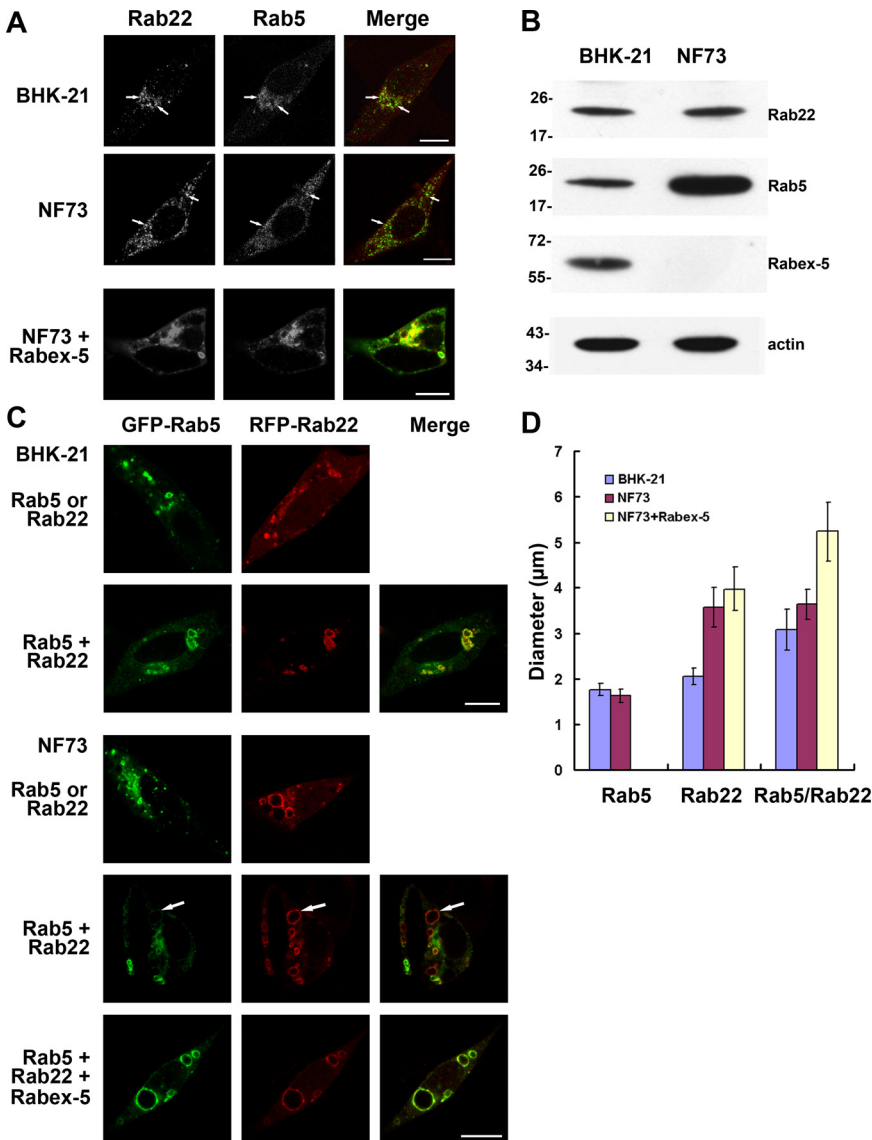 A
Rab22 Rab5 Merge
BHK-21
NF73
NF73 +
Rabex-5
B
BHK-21 NF73
26-
17-
Rab22
26-
17-
Rab5
72-
55-
Rabex-5
43-
34-
actin
C
GFP-Rab5 RFP-Rab22 Merge
BHK-21
Rab5 or
Rab22
Rab5 +
Rab22
NF73
Rab5 or
Rab22
Rab5 +
Rab22
Rab5 +
Rab22 +
Rabex-5
D
7
6
5
4
3
2
1
0
Diameter (µm)
BHK-21
NF73
NF73+Rabex-5
Rab5 Rab22 Rab5/Rab22